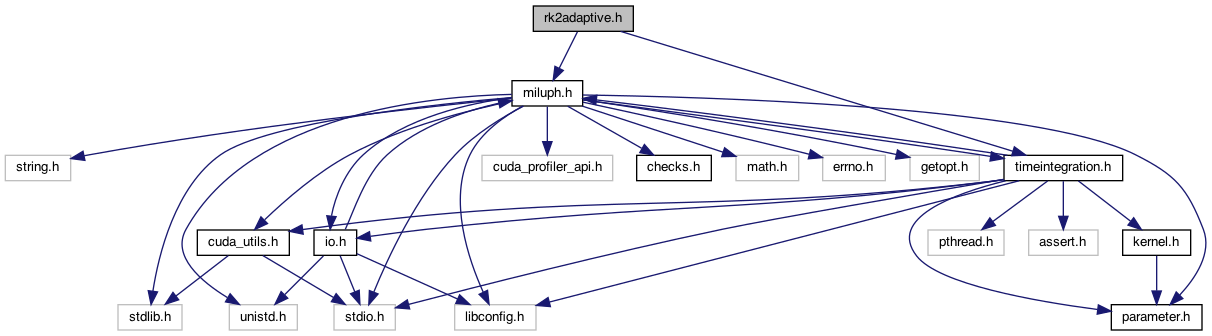 rk2adaptive.h
miluph.h
string.h
cuda_profiler_api.h
checks.h
math.h
errno.h
getopt.h
timeintegration.h
cuda_utils.h
io.h
pthread.h
assert.h
kernel.h
stdlib.h
unistd.h
stdio.h
libconfig.h
parameter.h